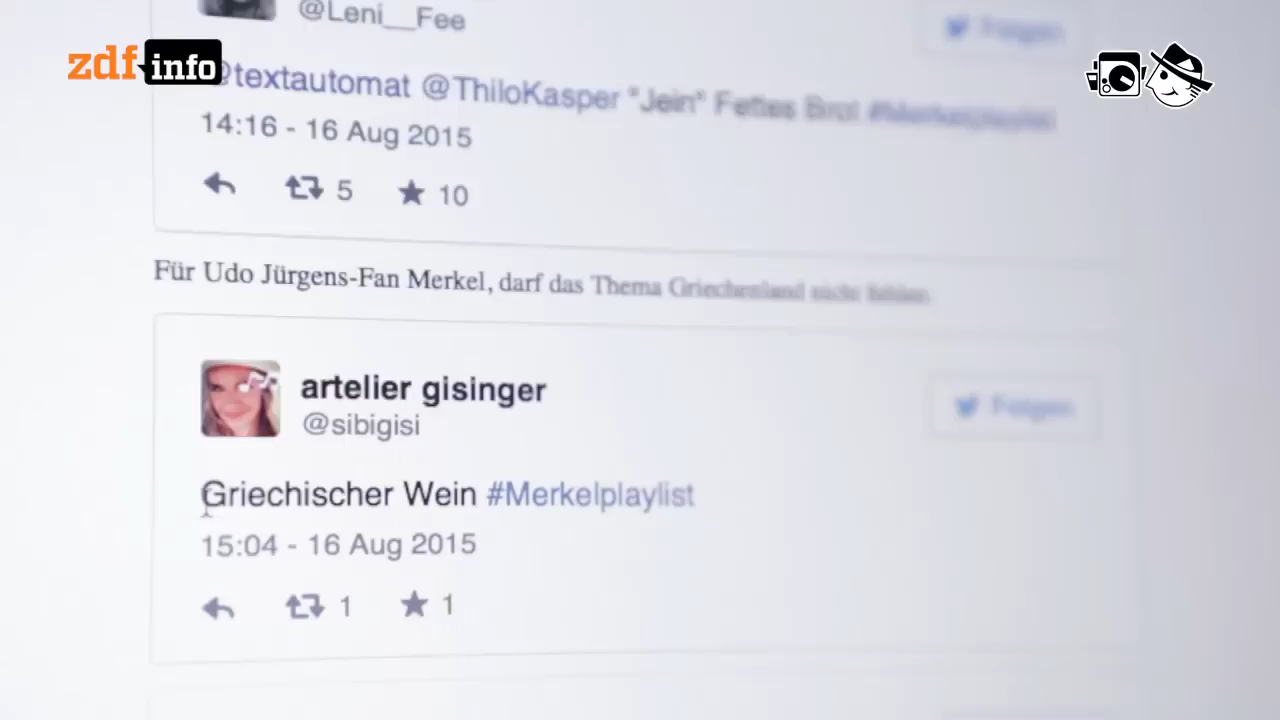 @Leni__Fee
Folgen
zdf info
@textautomat @ThiloKasper "Jein" Fettes Brot #Merkelplaylist
14:16 - 16 Aug 2015
5 10
Für Udo Jürgens-Fan Merkel, darf das Thema Griechenland nicht fehlen
artelier gisinger
@sibigisi
Folgen
Griechischer Wein #Merkelplaylist
15:04 - 16 Aug 2015
1 1